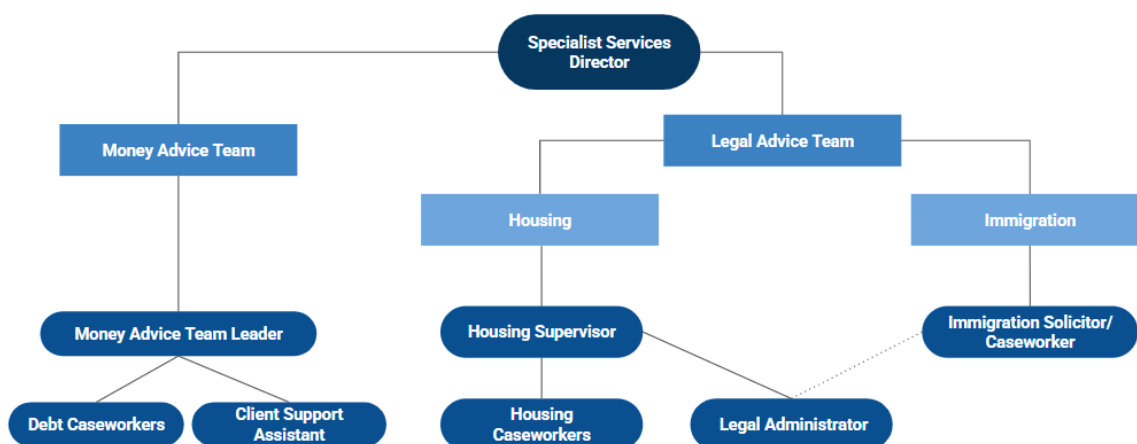 Specialist Services
Director
Money Advice Team
Legal Advice Team
Housing
Immigration
Money Advice Team Leader
Housing Supervisor
Immigration Solicitor/
Caseworker
Debt Caseworkers
Client Support
Assistant
Housing
Caseworkers
Legal Administrator